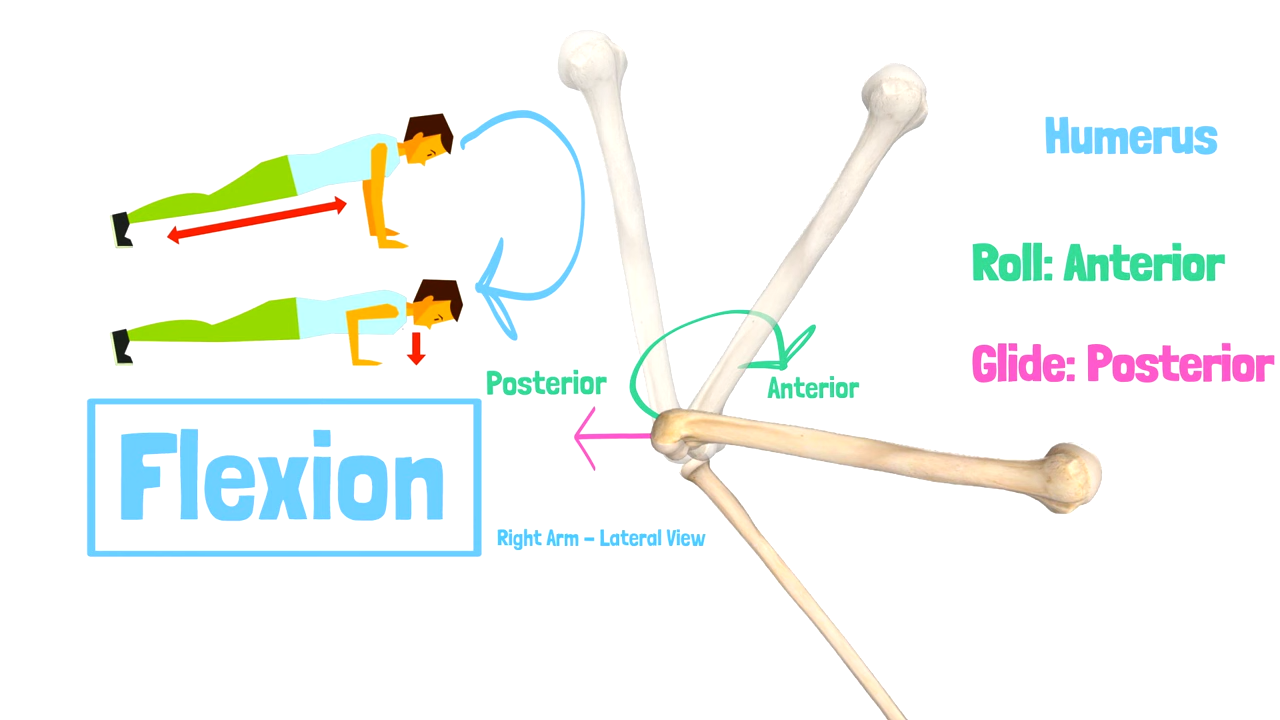 Humerus
Roll: Anterior
Glide: Posterior
Posterior
Anterior
Flexion
Right Arm – Lateral View